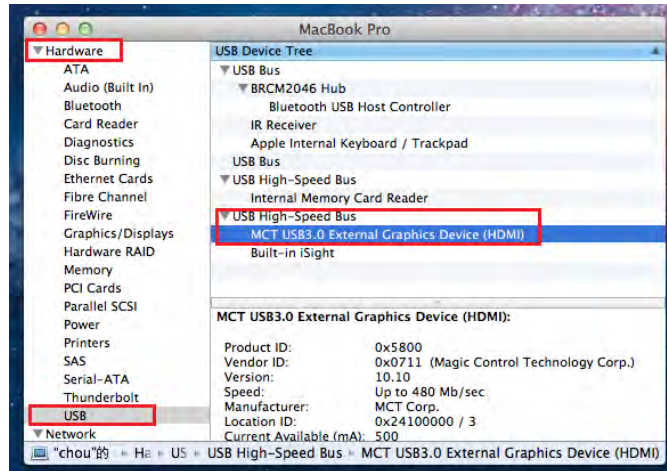 MacBook Pro
Hardware
ATA
Audio (Built In)
Bluetooth
Card Reader
Diagnostics
Disc Burning
Ethernet Cards
Fibre Channel
FireWire
Graphics/Displays
Hardware RAID
Memory
PCI Cards
Parallel SCSI
Power
Printers
SAS
Serial-ATA
Thunderbolt
USB
Network
USB Device Tree
USB Bus
BRCM2046 Hub
Bluetooth USB Host Controller
IR Receiver
Apple Internal Keyboard / Trackpad
USB Bus
USB High-Speed Bus
Internal Memory Card Reader
USB High-Speed Bus
MCT USB3.0 External Graphics Device (HDMI)
Built-in iSight
MCT USB3.0 External Graphics Device (HDMI):
Product ID: 0x5800
Vendor ID: 0x0711 (Magic Control Technology Corp.)
Version: 10.10
Speed: Up to 480 Mb/sec
Manufacturer: MCT Corp.
Location ID: 0x24100000 / 3
Current Available (mA): 500
"chou"的 Ha US USB High-Speed Bus MCT USB3.0 External Graphics Device (HDMI)